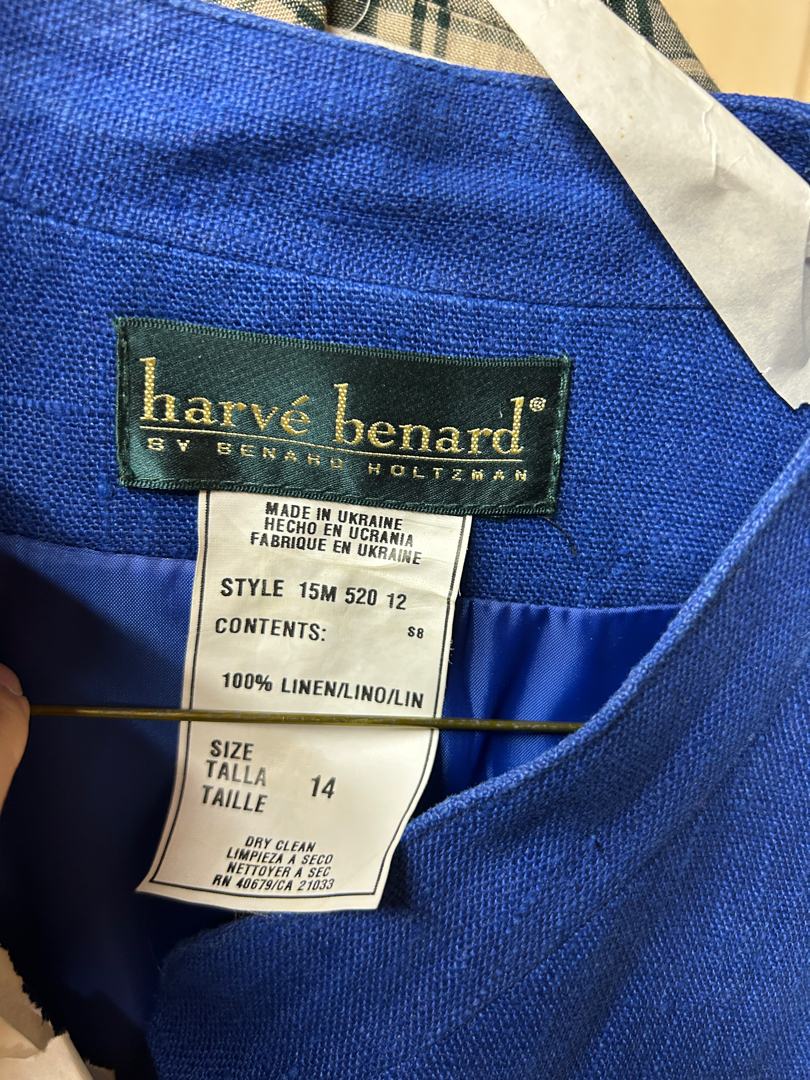 harvé benard®
BY BENARD HOLTZMAN
MADE IN UKRAINE
HECHO EN UCRANIA
FABRIQUE EN UKRAINE
STYLE 15M 520 12
CONTENTS: S8
100% LINEN/LINO/LIN
SIZE
TALLA 14
TAILLE
DRY CLEAN
LIMPIEZA A SECO
NETTOYER A SEC
RN 40679/CA 21033